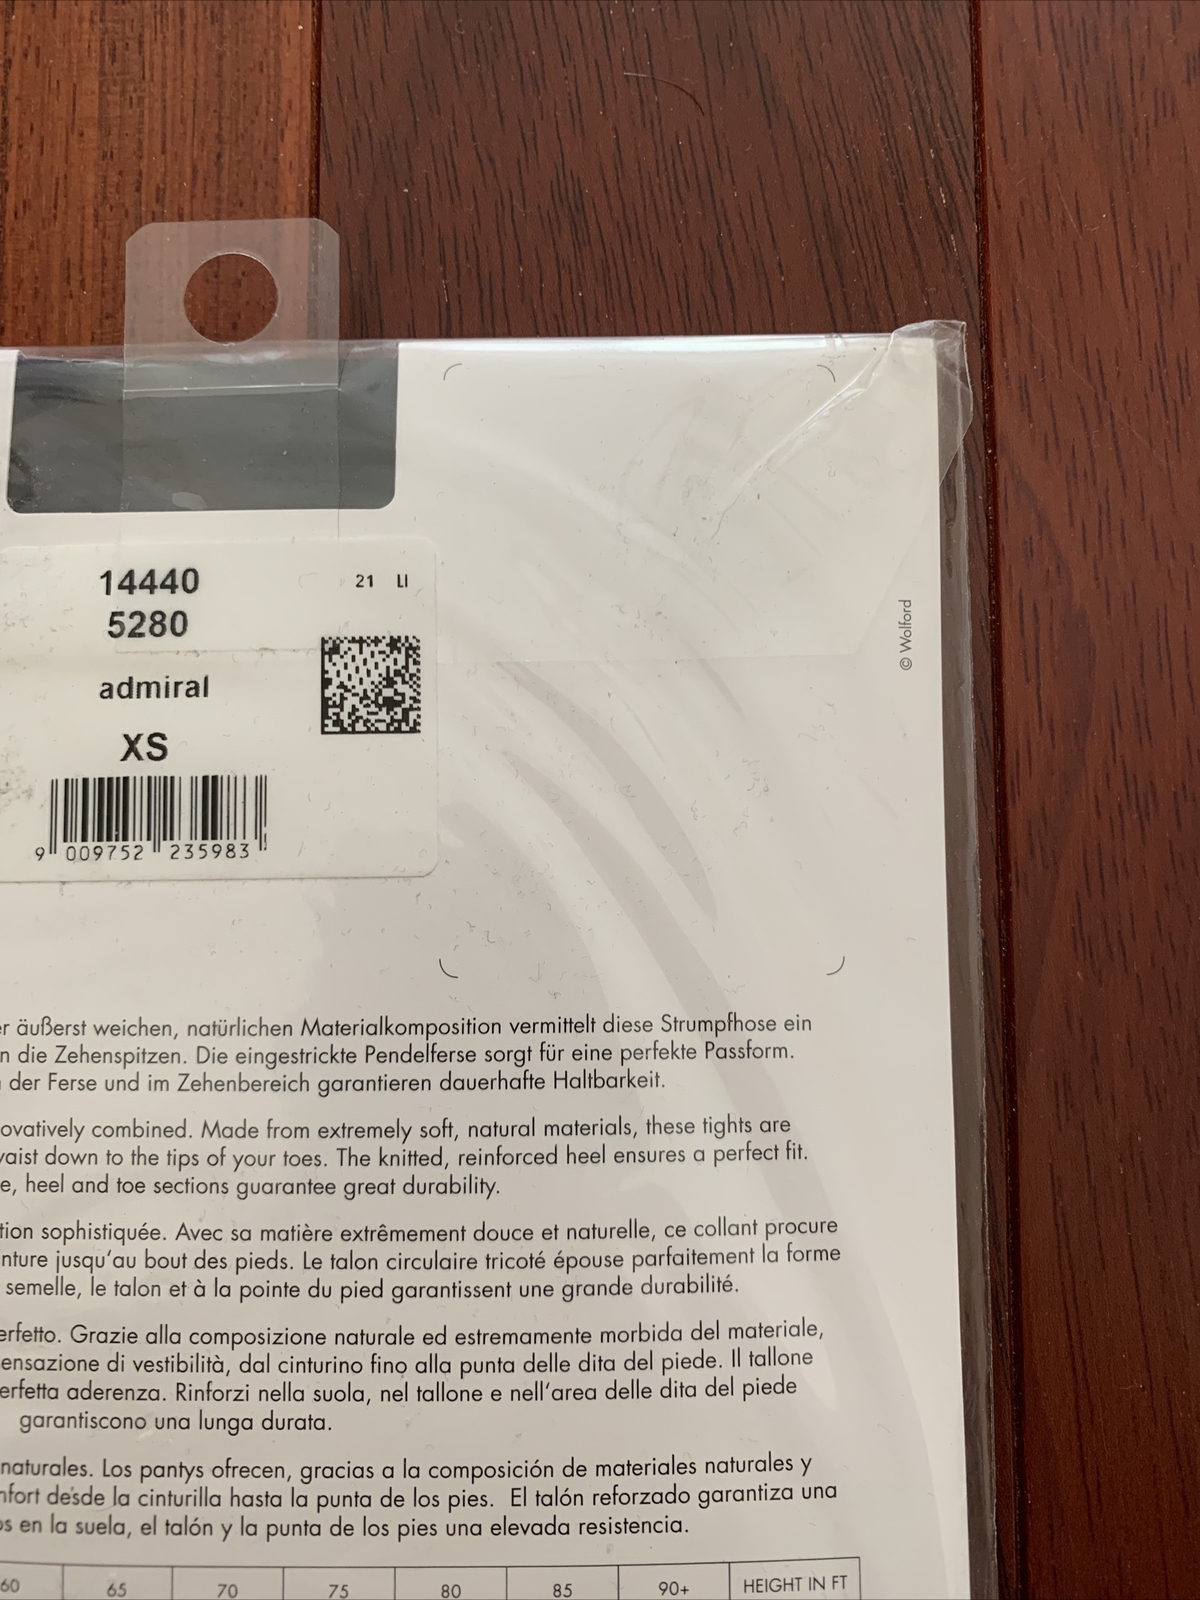 14440
21 LI
5280
admiral
XS
9 009752 235983
© Wolford
äußerst weichen, natürlichen Materialkomposition vermittelt diese Strumpfhose ein
die Zehenspitzen. Die eingestrickte Pendelferse sorgt für eine perfekte Passform.
der Ferse und im Zehenbereich garantieren dauerhafte Haltbarkeit.
ovatively combined. Made from extremely soft, natural materials, these tights are
vaist down to the tips of your toes. The knitted, reinforced heel ensures a perfect fit.
e, heel and toe sections guarantee great durability.
tion sophistiquée. Avec sa matière extrêmement douce et naturelle, ce collant procure
nture jusqu'au bout des pieds. Le talon circulaire tricoté épouse parfaitement la forme
semelle, le talon et à la pointe du pied garantissent une grande durabilité.
erfetto. Grazie alla composizione naturale ed estremamente morbida del materiale,
ensazione di vestibilità, dal cinturino fino alla punta delle dita del piede. Il tallone
erfetta aderenza. Rinforzi nella suola, nel tallone e nell'area delle dita del piede
garantiscono una lunga durata.
naturales. Los pantys ofrecen, gracias a la composición de materiales naturales y
nfort desde la cinturilla hasta la punta de los pies. El talón reforzado garantiza una
os en la suela, el talón y la punta de los pies una elevada resistencia.
60 65 70 75 80 85 90+ HEIGHT IN FT